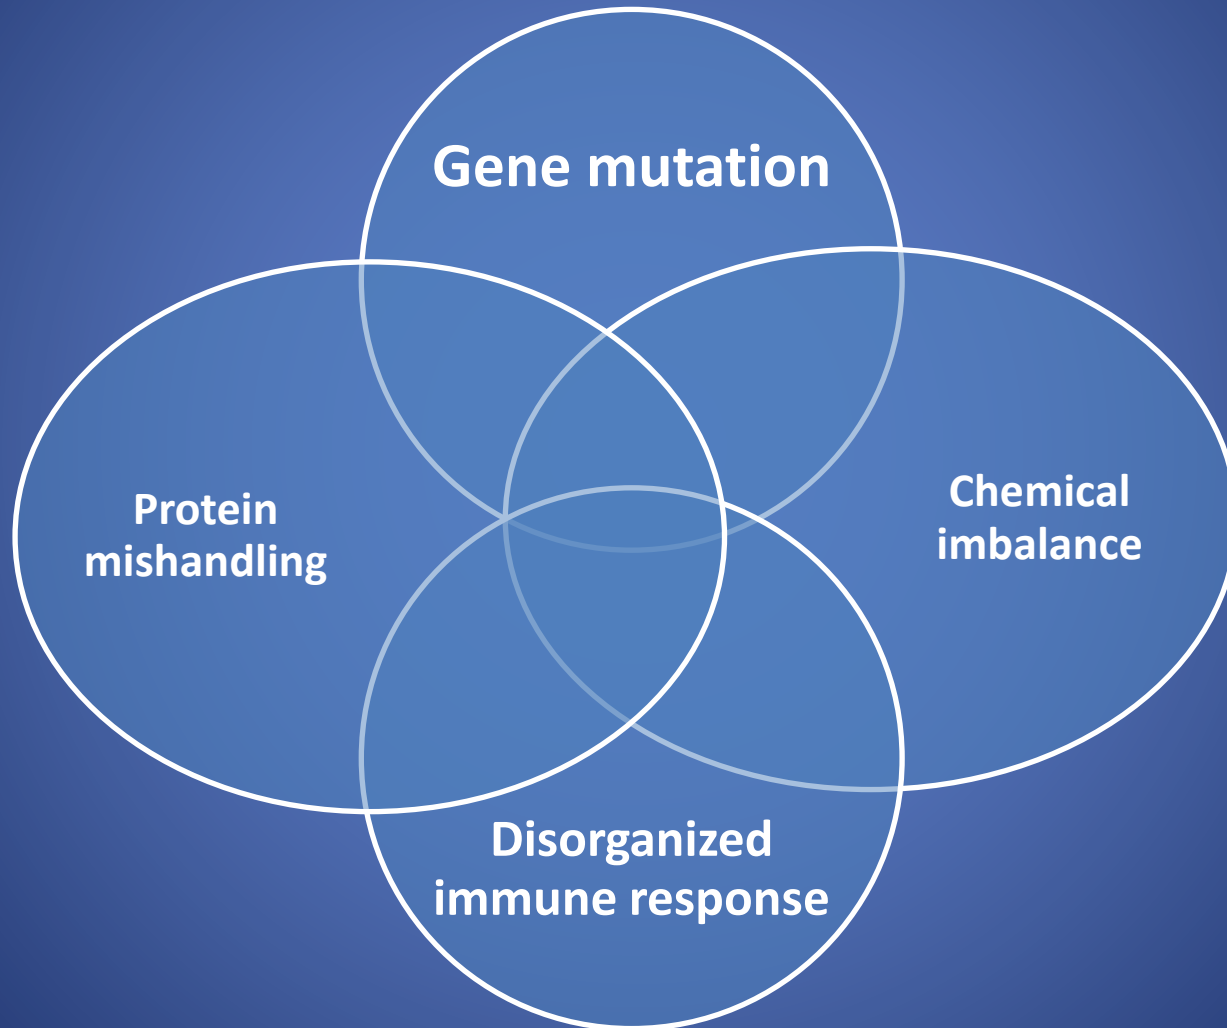 Gene mutation
Protein
mishandling
Chemical
imbalance
Disorganized
immune response